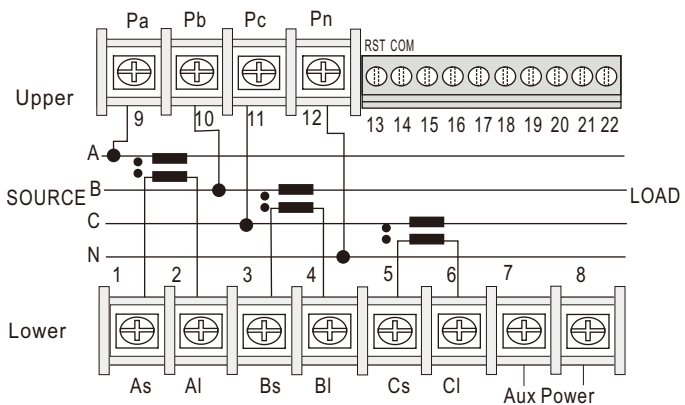 Pa Pb Pc Pn
RST COM
Upper
9 10 11 12 13 14 15 16 17 18 19 20 21 22
A
B
SOURCE LOAD
C
N
1 2 3 4 5 6 7 8
Lower
As Al Bs Bl Cs Cl Aux Power